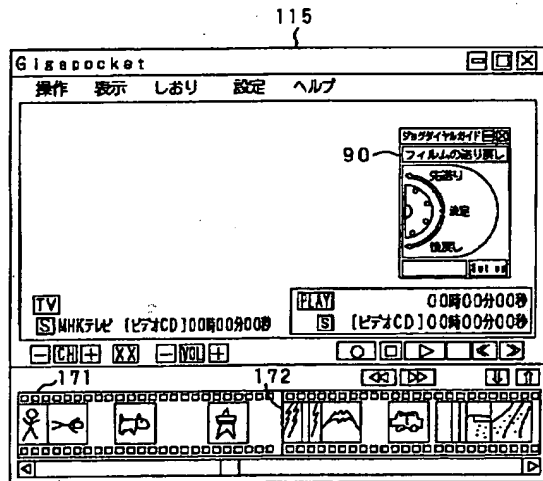 115
Gigapocket
操作 表示 しおり 設定 ヘルプ
ジョグダイヤルガイド
90
フィルムの送り戻し
先送り
設定
後戻し
Set up
TV
S MHKテレビ [ビデオCD]00時00分00秒
PLAY 00時00分00秒
S [ビデオCD]00時00分00秒
CH XX VOL
171
172